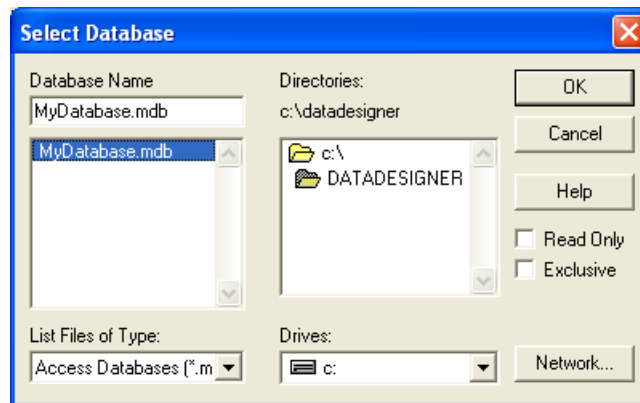 Select Database
Database Name
MyDatabase.mdb
MyDatabase.mdb
Directories:
c:\datadesigner
c:\
DATADESIGNER
OK
Cancel
Help
Read Only
Exclusive
List Files of Type:
Access Databases (*.m
Drives:
c:
Network...